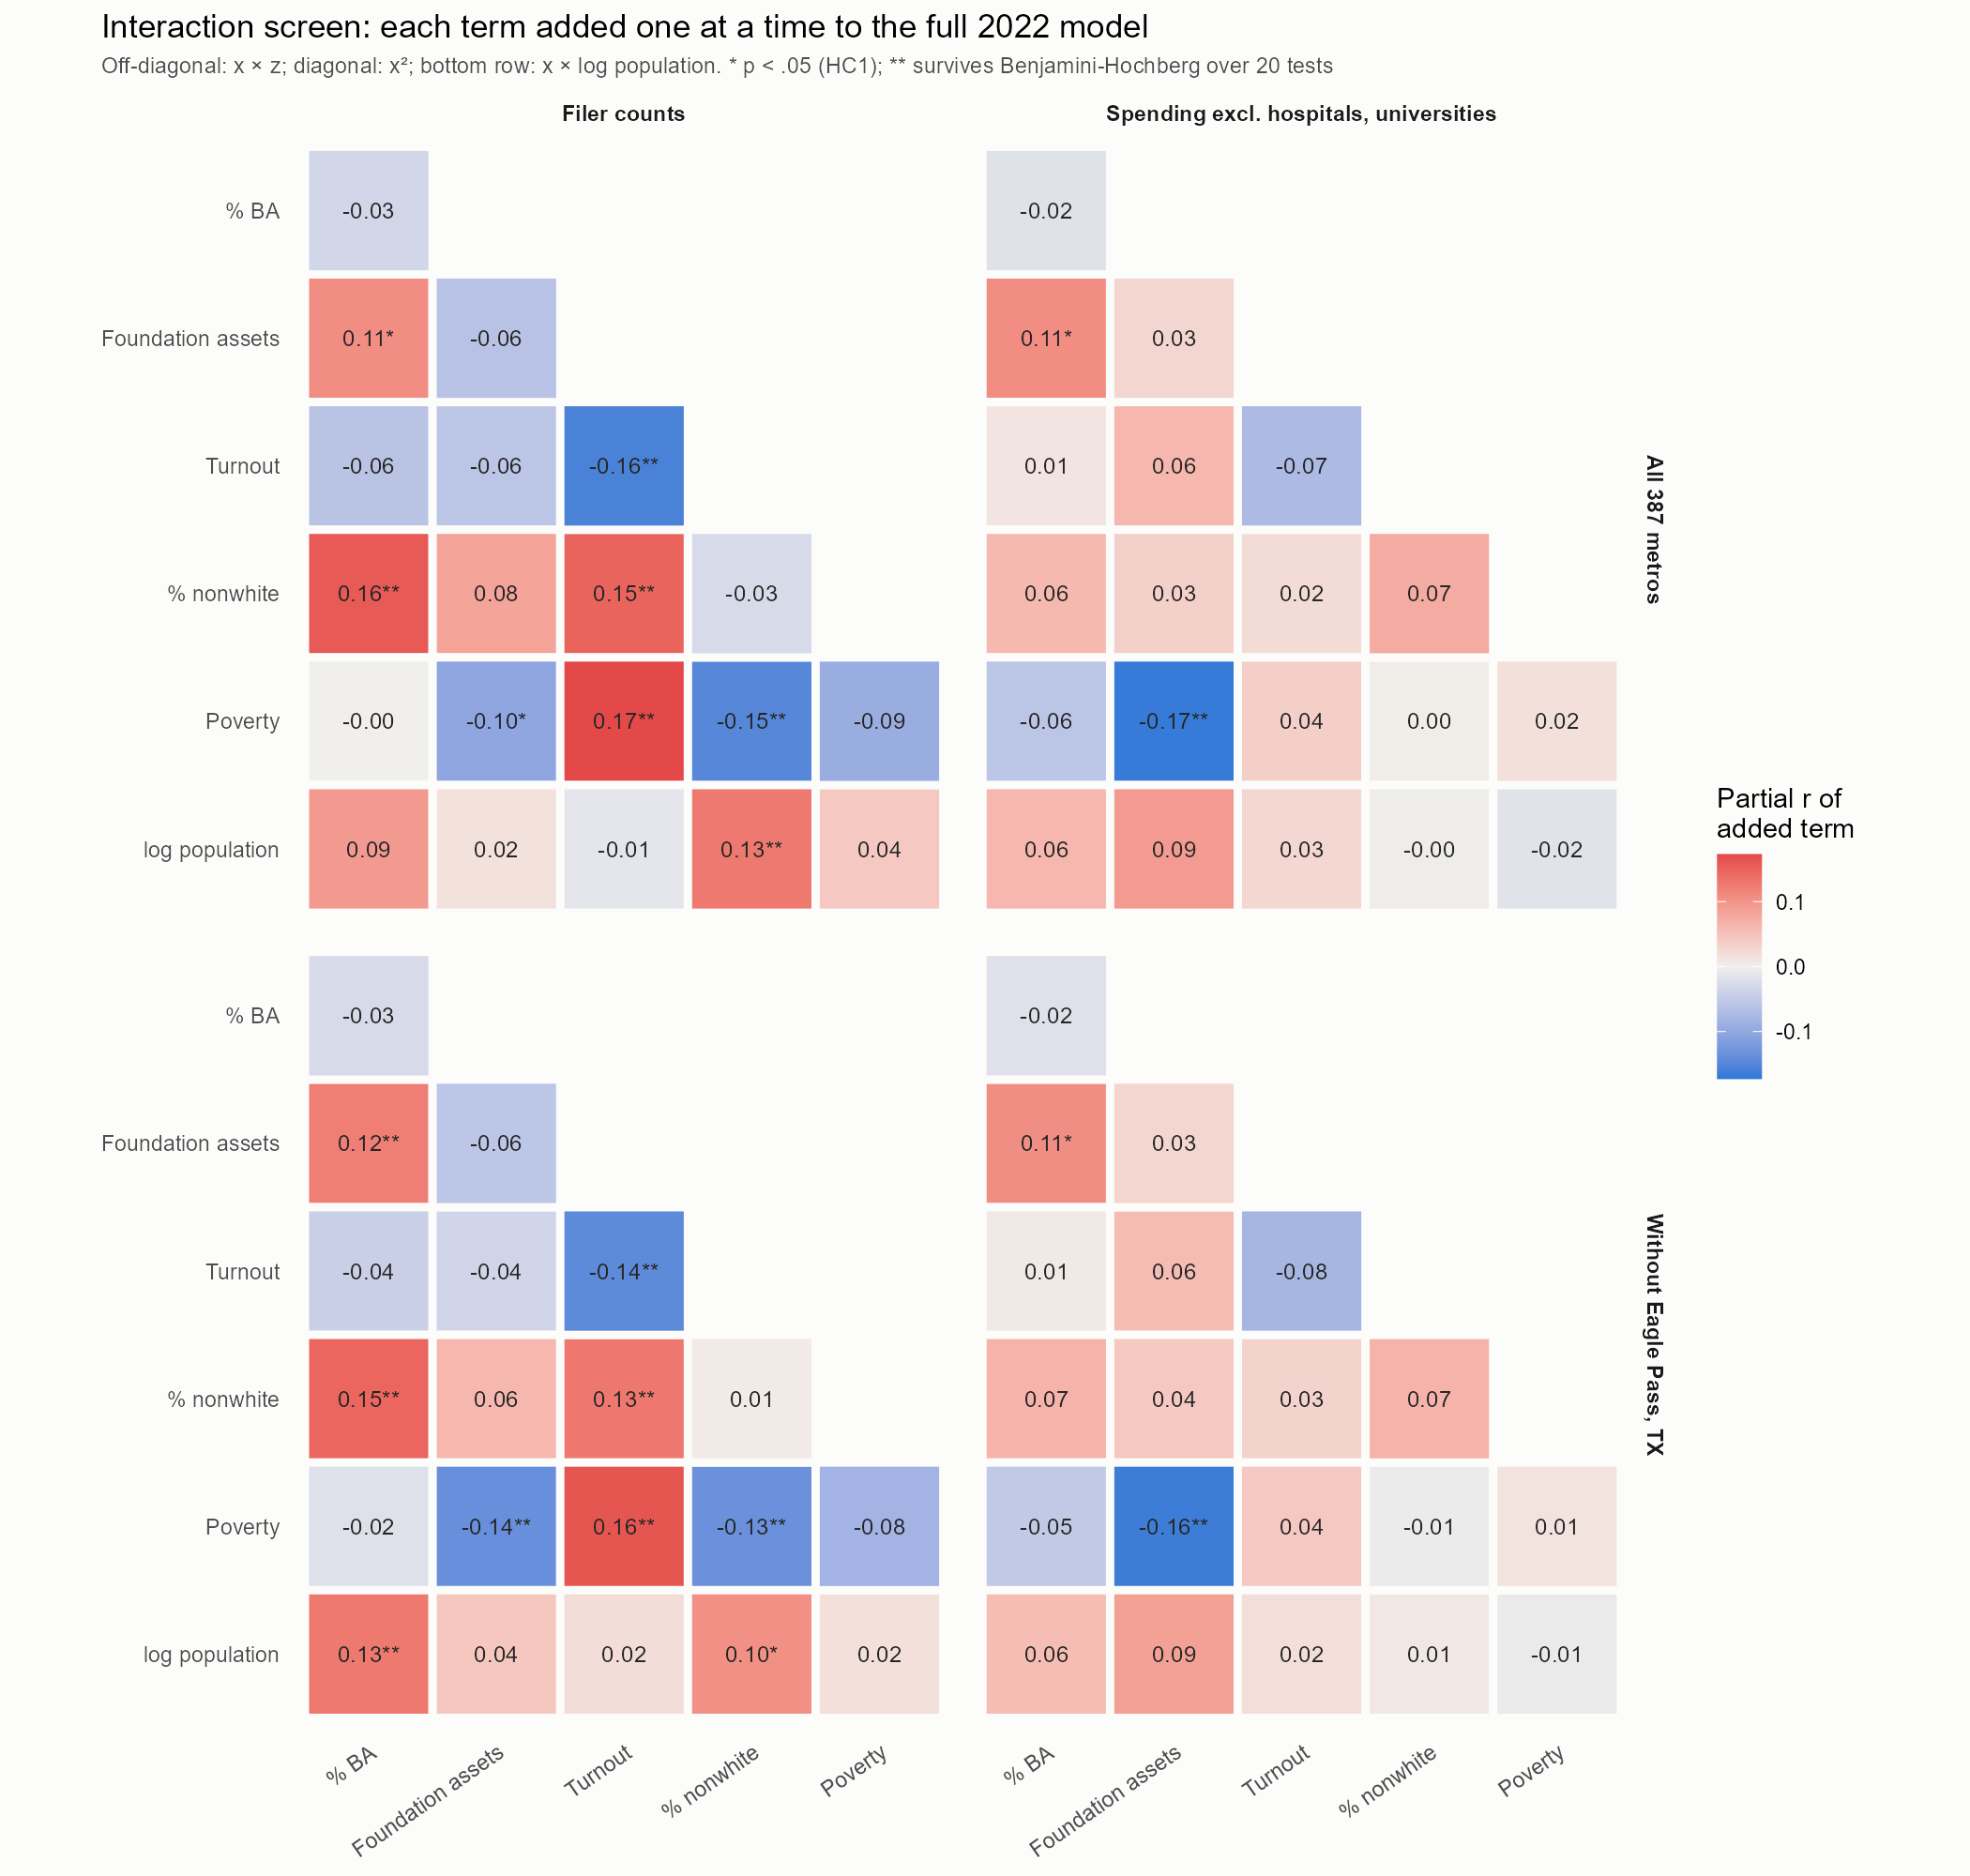 Interaction screen: each term added one at a time to the full 2022 model
Off-diagonal: x × z; diagonal: x²; bottom row: x × log population. * p < .05 (HC1); ** survives Benjamini-Hochberg over 20 tests
Filer counts
Spending excl. hospitals, universities
% BA -0.03 -0.02
Foundation assets 0.11* -0.06 0.11* 0.03
Turnout -0.06 -0.06 -0.16** 0.01 0.06 -0.07
% nonwhite 0.16** 0.08 0.15** -0.03 0.06 0.03 0.02 0.07
Poverty -0.00 -0.10* 0.17** -0.15** -0.09 -0.06 -0.17** 0.04 0.00 0.02
log population 0.09 0.02 -0.01 0.13** 0.04 0.06 0.09 0.03 -0.00 -0.02
All 387 metros
% BA -0.03 -0.02
Foundation assets 0.12** -0.06 0.11* 0.03
Turnout -0.04 -0.04 -0.14** 0.01 0.06 -0.08
% nonwhite 0.15** 0.06 0.13** 0.01 0.07 0.04 0.03 0.07
Poverty -0.02 -0.14** 0.16** -0.13** -0.08 -0.05 -0.16** 0.04 -0.01 0.01
log population 0.13** 0.04 0.02 0.10* 0.02 0.06 0.09 0.02 0.01 -0.01
Without Eagle Pass, TX
% BA Foundation assets Turnout % nonwhite Poverty
% BA Foundation assets Turnout % nonwhite Poverty
Partial r of
added term
0.1
0.0
-0.1